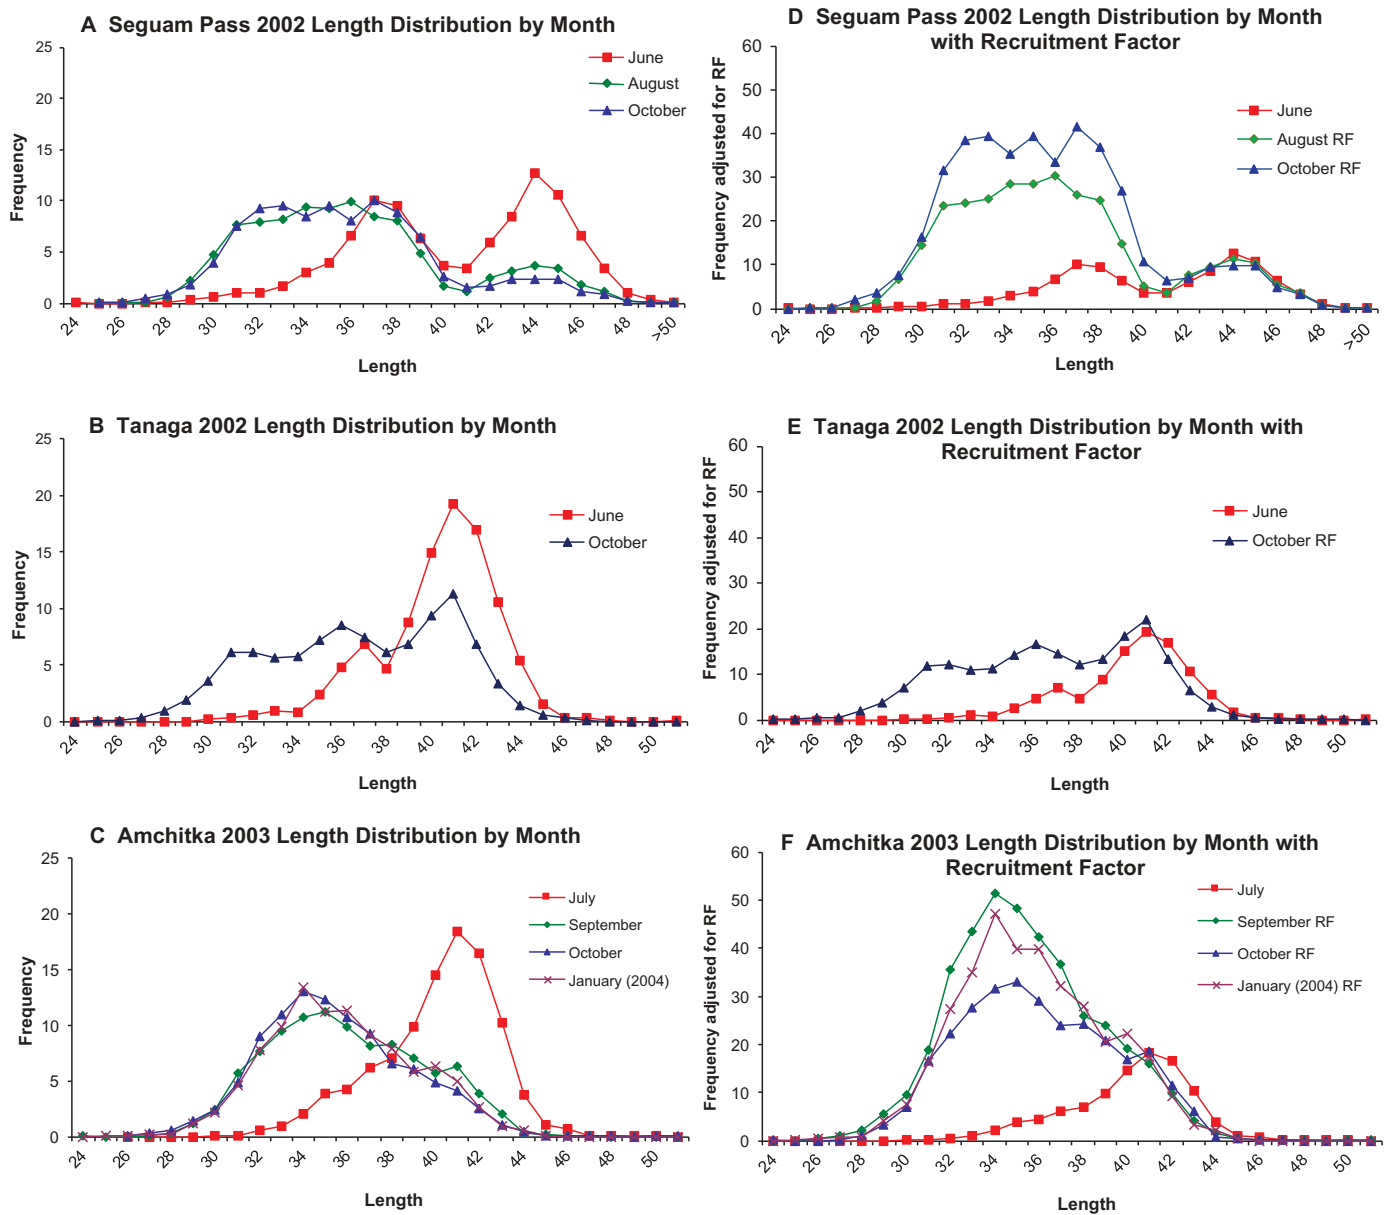 A Seguam Pass 2002 Length Distribution by Month
25
20
15
10
5
0
Frequency
June
August
October
24 26 28 30 32 34 36 38 40 42 44 46 48 >50
Length
D Seguam Pass 2002 Length Distribution by Month
with Recruitment Factor
60
50
40
30
20
10
0
Frequency adjusted for RF
June
August RF
October RF
24 26 28 30 32 34 36 38 40 42 44 46 48 >50
Length
B Tanaga 2002 Length Distribution by Month
25
20
15
10
5
0
Frequency
June
October
24 26 28 30 32 34 36 38 40 42 44 46 48 50
Length
E Tanaga 2002 Length Distribution by Month with
Recruitment Factor
60
50
40
30
20
10
0
Frequency adjusted for RF
June
October RF
24 26 28 30 32 34 36 38 40 42 44 46 48 50
Length
C Amchitka 2003 Length Distribution by Month
25
20
15
10
5
0
Frequency
July
September
October
January (2004)
24 26 28 30 32 34 36 38 40 42 44 46 48 50
Length
F Amchitka 2003 Length Distribution by Month with
Recruitment Factor
60
50
40
30
20
10
0
Frequency adjusted for RF
July
September RF
October RF
January (2004) RF
24 26 28 30 32 34 36 38 40 42 44 46 48 50
Length